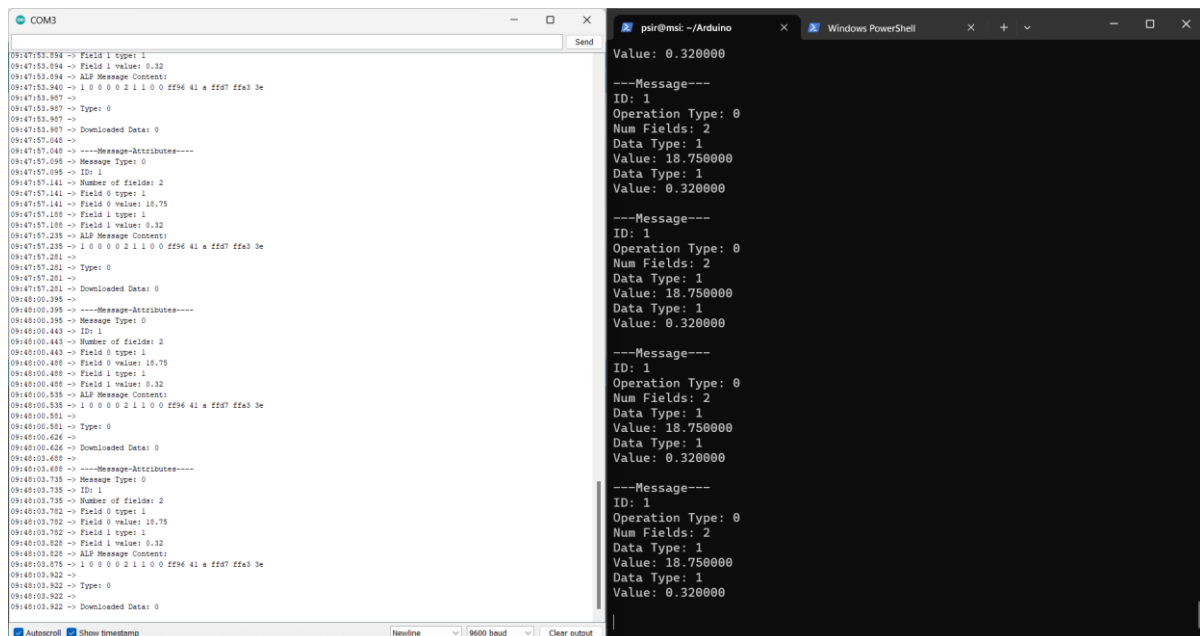 COM3
Send
09:47:53.894 -> Field 1 type: 1
09:47:53.894 -> Field 1 value: 0.32
09:47:53.894 -> ALP Message Content:
09:47:53.940 -> 1 0 0 0 0 2 1 1 0 0 ff96 41 a ffd7 ffa3 3e
09:47:53.987 ->
09:47:53.987 -> Type: 0
09:47:53.987 ->
09:47:53.987 -> Downloaded Data: 0
09:47:57.048 ->
09:47:57.048 -> ----Message-Attributes----
09:47:57.095 -> Message Type: 0
09:47:57.095 -> ID: 1
09:47:57.141 -> Number of fields: 2
09:47:57.141 -> Field 0 type: 1
09:47:57.141 -> Field 0 value: 18.75
09:47:57.188 -> Field 1 type: 1
09:47:57.188 -> Field 1 value: 0.32
09:47:57.235 -> ALP Message Content:
09:47:57.235 -> 1 0 0 0 0 2 1 1 0 0 ff96 41 a ffd7 ffa3 3e
09:47:57.281 ->
09:47:57.281 -> Type: 0
09:47:57.281 ->
09:47:57.281 -> Downloaded Data: 0
09:48:00.395 ->
09:48:00.395 -> ----Message-Attributes----
09:48:00.395 -> Message Type: 0
09:48:00.443 -> ID: 1
09:48:00.443 -> Number of fields: 2
09:48:00.443 -> Field 0 type: 1
09:48:00.488 -> Field 0 value: 18.75
09:48:00.488 -> Field 1 type: 1
09:48:00.488 -> Field 1 value: 0.32
09:48:00.535 -> ALP Message Content:
09:48:00.535 -> 1 0 0 0 0 2 1 1 0 0 ff96 41 a ffd7 ffa3 3e
09:48:00.581 ->
09:48:00.581 -> Type: 0
09:48:00.626 ->
09:48:00.626 -> Downloaded Data: 0
09:48:03.688 ->
09:48:03.688 -> ----Message-Attributes----
09:48:03.735 -> Message Type: 0
09:48:03.735 -> ID: 1
09:48:03.735 -> Number of fields: 2
09:48:03.782 -> Field 0 type: 1
09:48:03.782 -> Field 0 value: 18.75
09:48:03.782 -> Field 1 type: 1
09:48:03.828 -> Field 1 value: 0.32
09:48:03.828 -> ALP Message Content:
09:48:03.875 -> 1 0 0 0 0 2 1 1 0 0 ff96 41 a ffd7 ffa3 3e
09:48:03.922 ->
09:48:03.922 -> Type: 0
09:48:03.922 ->
09:48:03.922 -> Downloaded Data: 0
Autoscroll Show timestamp
Newline
9600 baud
Clear output
psir@msi: ~/Arduino
Windows PowerShell
Value: 0.320000
---Message---
ID: 1
Operation Type: 0
Num Fields: 2
Data Type: 1
Value: 18.750000
Data Type: 1
Value: 0.320000
---Message---
ID: 1
Operation Type: 0
Num Fields: 2
Data Type: 1
Value: 18.750000
Data Type: 1
Value: 0.320000
---Message---
ID: 1
Operation Type: 0
Num Fields: 2
Data Type: 1
Value: 18.750000
Data Type: 1
Value: 0.320000
---Message---
ID: 1
Operation Type: 0
Num Fields: 2
Data Type: 1
Value: 18.750000
Data Type: 1
Value: 0.320000